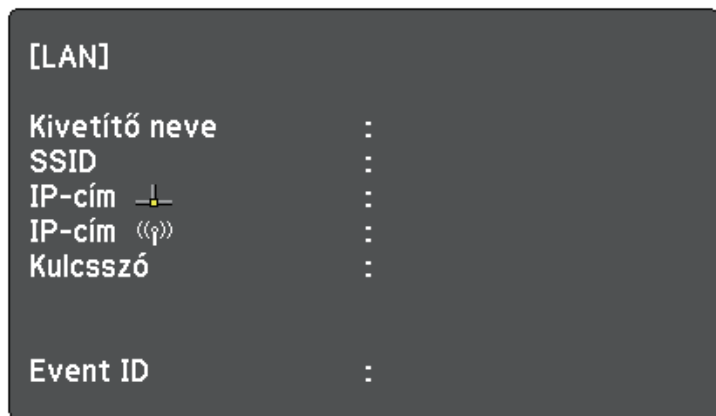 [LAN]
Kivetítő neve :
SSID :
IP-cím :
IP-cím :
Kulcsszó :
Event ID :